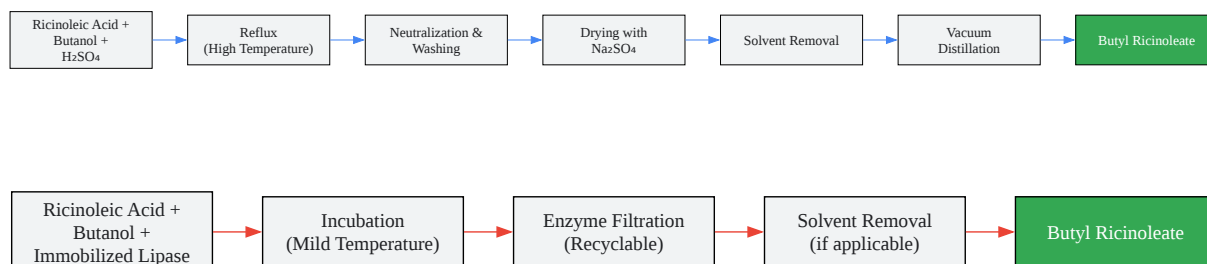 Ricinoleic Acid +
Butanol +
H₂SO₄
Reflux
(High Temperature)
Neutralization &
Washing
Drying with
Na₂SO₄
Solvent Removal
Vacuum
Distillation
Butyl Ricinoleate
Ricinoleic Acid +
Butanol +
Immobilized Lipase
Incubation
(Mild Temperature)
Enzyme Filtration
(Recyclable)
Solvent Removal
(if applicable)
Butyl Ricinoleate